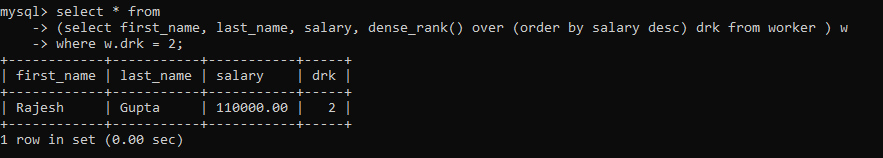 mysql> select * from
    -> (select first_name, last_name, salary, dense_rank() over (order by salary desc) drk from worker ) w
    -> where w.drk = 2;
+------------+-----------+-----------+-----+
| first_name | last_name | salary    | drk |
+------------+-----------+-----------+-----+
| Rajesh     | Gupta     | 110000.00 |   2 |
+------------+-----------+-----------+-----+
1 row in set (0.00 sec)